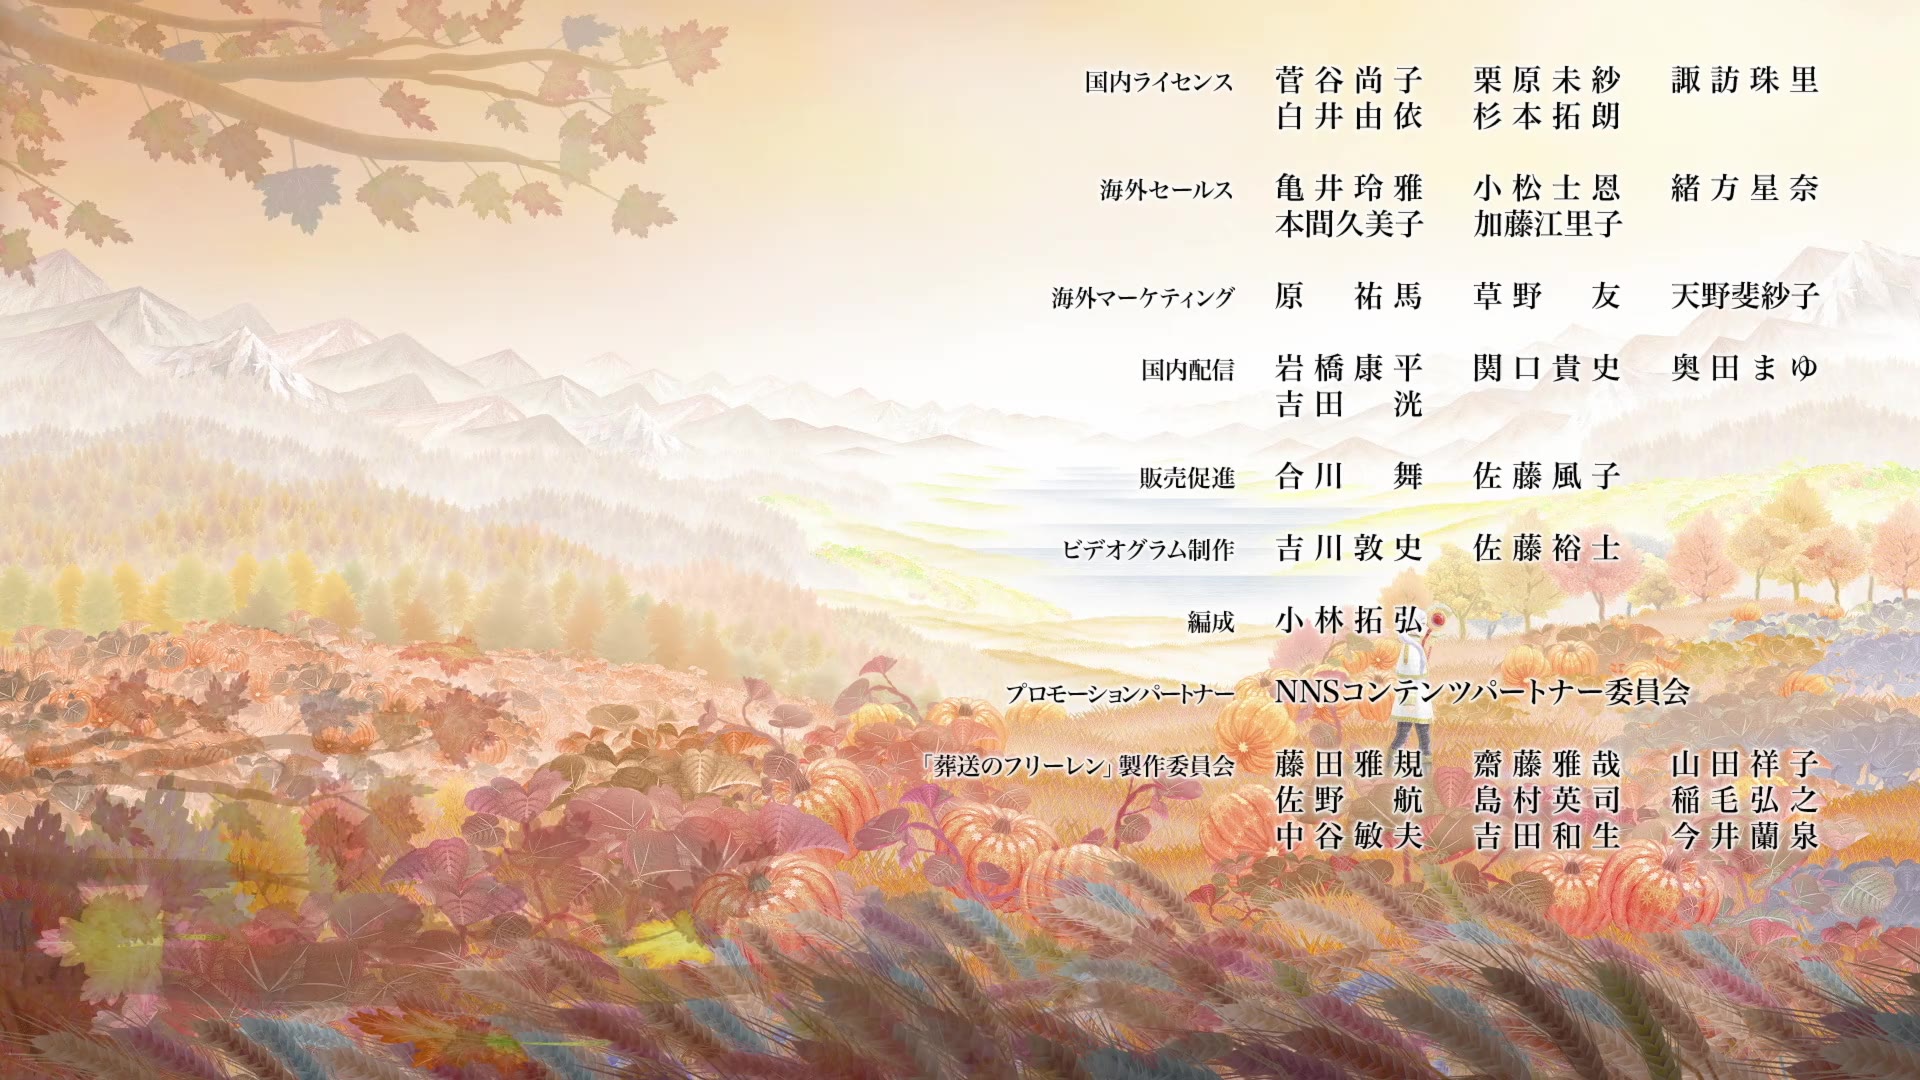 国内ライセンス 菅谷尚子 栗原未紗 諏訪珠里
白井由依 杉本拓朗
海外セールス 亀井玲雅 小松士恩 緒方星奈
本間久美子 加藤江里子
海外マーケティング 原 祐馬 草野 友 天野斐紗子
国内配信 岩橋康平 関口貴史 奥田まゆ
吉田 洸
販売促進 合川 舞 佐藤風子
ビデオグラム制作 吉川敦史 佐藤裕士
編成 小林拓弘
プロモーションパートナー NNSコンテンツパートナー委員会
「葬送のフリーレン」製作委員会 藤田雅規 齋藤雅哉 山田祥子
佐野 航 島村英司 稲毛弘之
中谷敏夫 吉田和生 今井蘭泉